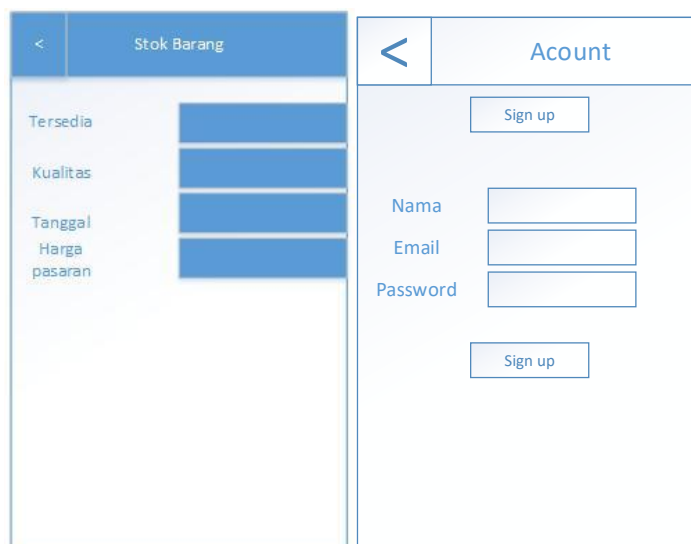 < Stok Barang
Tersedia
Kualitas
Tanggal
Harga
pasaran
< Acount
Sign up
Nama
Email
Password
Sign up